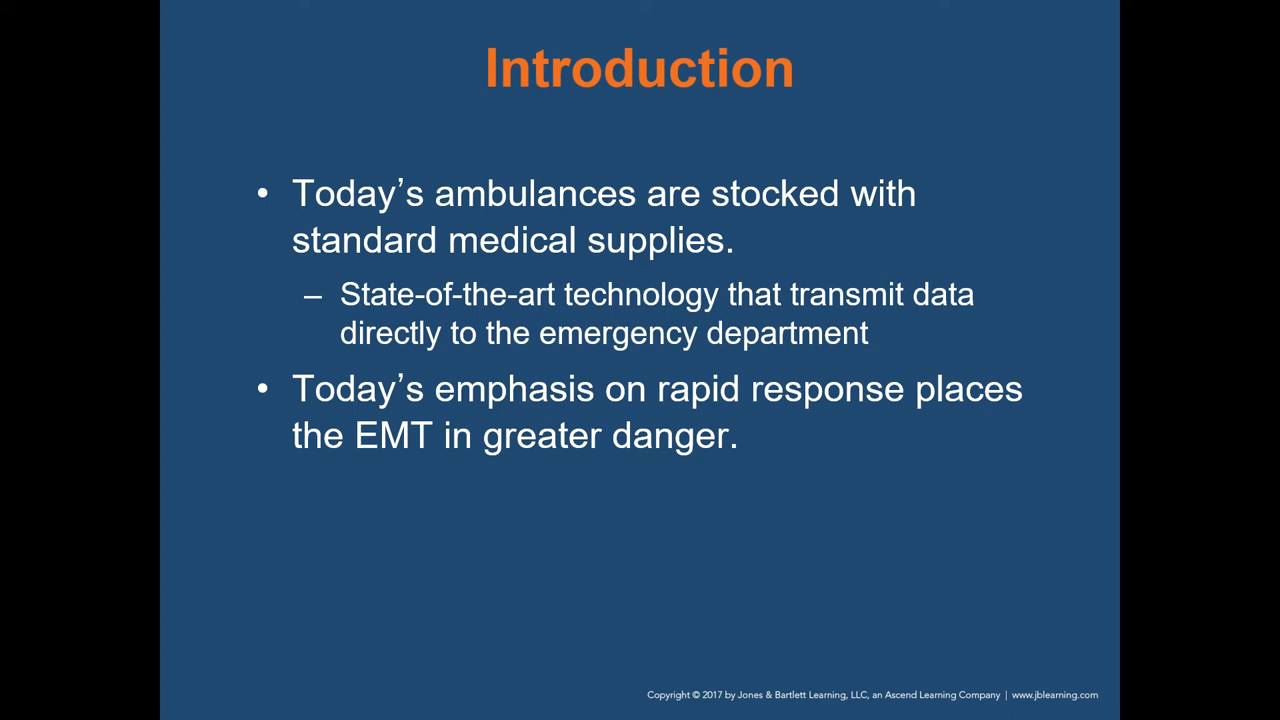 Introduction
• Today’s ambulances are stocked with
standard medical supplies.
– State-of-the-art technology that transmit data
directly to the emergency department
• Today’s emphasis on rapid response places
the EMT in greater danger.
Copyright © 2017 by Jones & Bartlett Learning, LLC, an Ascend Learning Company | www.jblearning.com